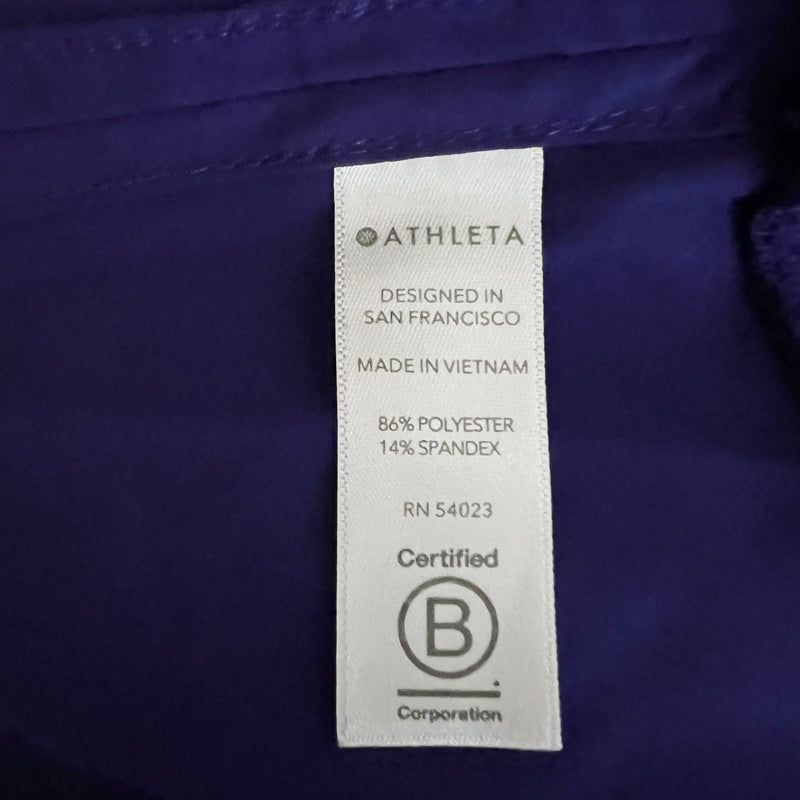 ATHLETA
DESIGNED IN
SAN FRANCISCO
MADE IN VIETNAM
86% POLYESTER
14% SPANDEX
RN 54023
Certified
B
Corporation